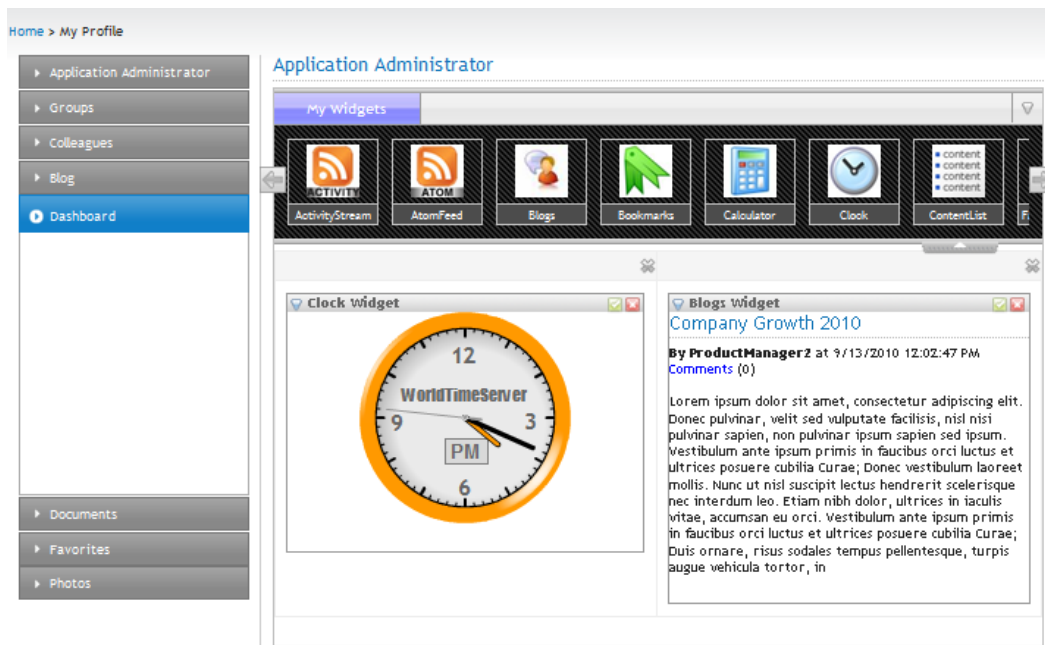 Home > My Profile
Application Administrator
Groups
Colleagues
Blog
Dashboard
Documents
Favorites
Photos
Application Administrator
My Widgets
ACTIVITY
ATOM
content
content
content
content
ActivityStream
AtomFeed
Blogs
Bookmarks
Calculator
Clock
ContentList
F
Clock Widget
12
WorldTimeServer
9
3
PM
6
Blogs Widget
Company Growth 2010
By ProductManager2 at 9/13/2010 12:02:47 PM
Comments (0)
Lorem ipsum dolor sit amet, consectetur adipiscing elit.
Donec pulvinar, velit sed vulputate facilisis, nisl nisi
pulvinar sapien, non pulvinar ipsum sapien sed ipsum.
Vestibulum ante ipsum primis in faucibus orci luctus et
ultrices posuere cubilia Curae; Donec vestibulum laoreet
mollis. Nunc ut nisl suscipit lectus hendrerit scelerisque
nec interdum leo. Etiam nibh dolor, ultrices in iaculis
vitae, accumsan eu orci. Vestibulum ante ipsum primis
in faucibus orci luctus et ultrices posuere cubilia Curae;
Duis ornare, risus sodales tempus pellentesque, turpis
augue vehicula tortor, in